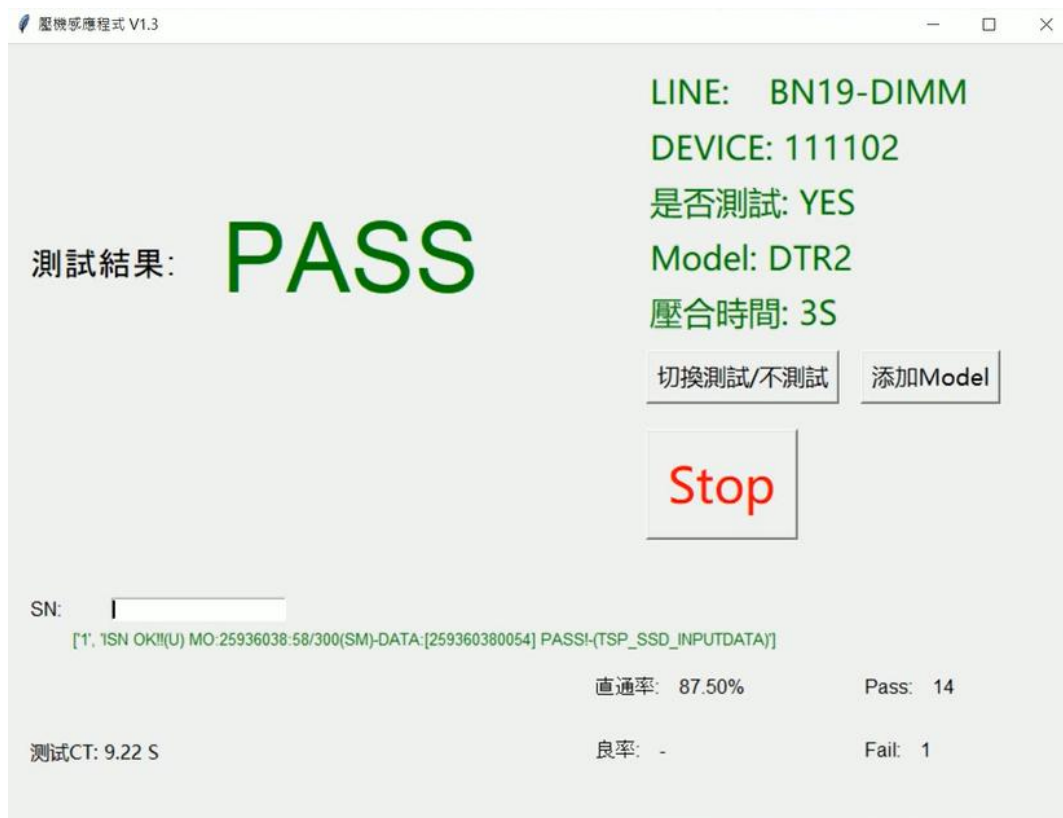 壓機感應程式 V1.3
LINE: BN19-DIMM
DEVICE: 111102
是否測試: YES
測試結果: PASS
Model: DTR2
壓合時間: 3S
切換測試/不測試 添加Model
Stop
SN:
['1', 'ISN OK!!(U) MO:25936038:58/300(SM)-DATA:[259360380054] PASS!-(TSP_SSD_INPUTDATA)']
直通率: 87.50% Pass: 14
测试CT: 9.22 S 良率: - Fail: 1